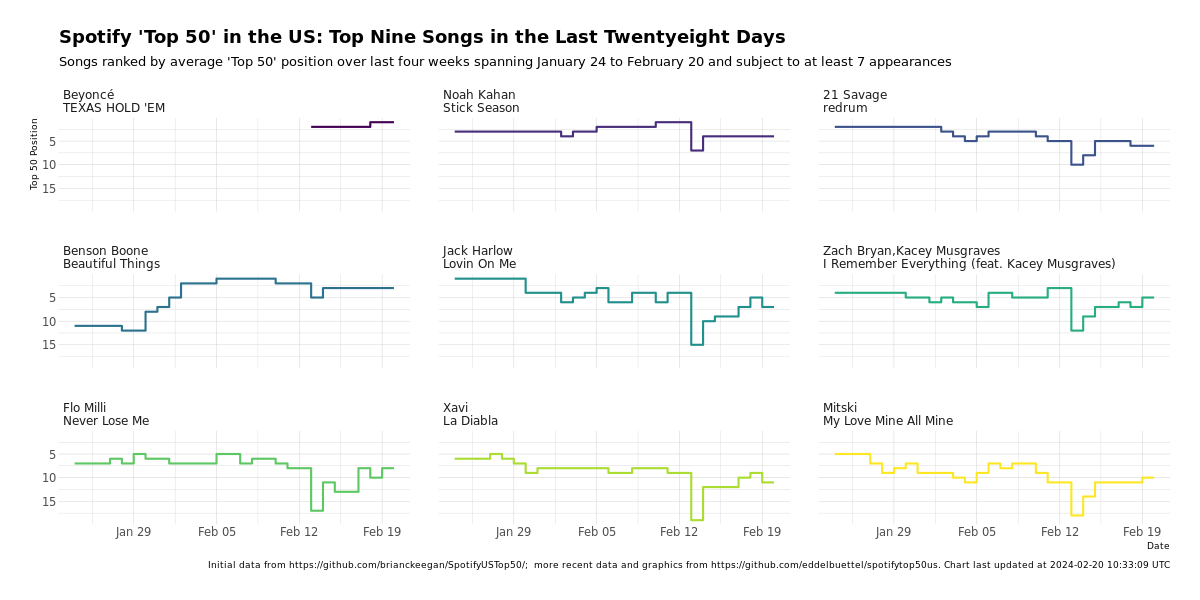 Spotify 'Top 50' in the US: Top Nine Songs in the Last Twentyeight Days
Songs ranked by average 'Top 50' position over last four weeks spanning January 24 to February 20 and subject to at least 7 appearances
Beyoncé
TEXAS HOLD 'EM
Noah Kahan
Stick Season
21 Savage
redrum
Top 50 Position
5
10
15
Benson Boone
Beautiful Things
Jack Harlow
Lovin On Me
Zach Bryan,Kacey Musgraves
I Remember Everything (feat. Kacey Musgraves)
5
10
15
Flo Milli
Never Lose Me
Xavi
La Diabla
Mitski
My Love Mine All Mine
5
10
15
Jan 29 Feb 05 Feb 12 Feb 19
Jan 29 Feb 05 Feb 12 Feb 19
Jan 29 Feb 05 Feb 12 Feb 19
Date
Initial data from https://github.com/brianckeegan/SpotifyUSTop50/; more recent data and graphics from https://github.com/eddelbuettel/spotifytop50us. Chart last updated at 2024-02-20 10:33:09 UTC